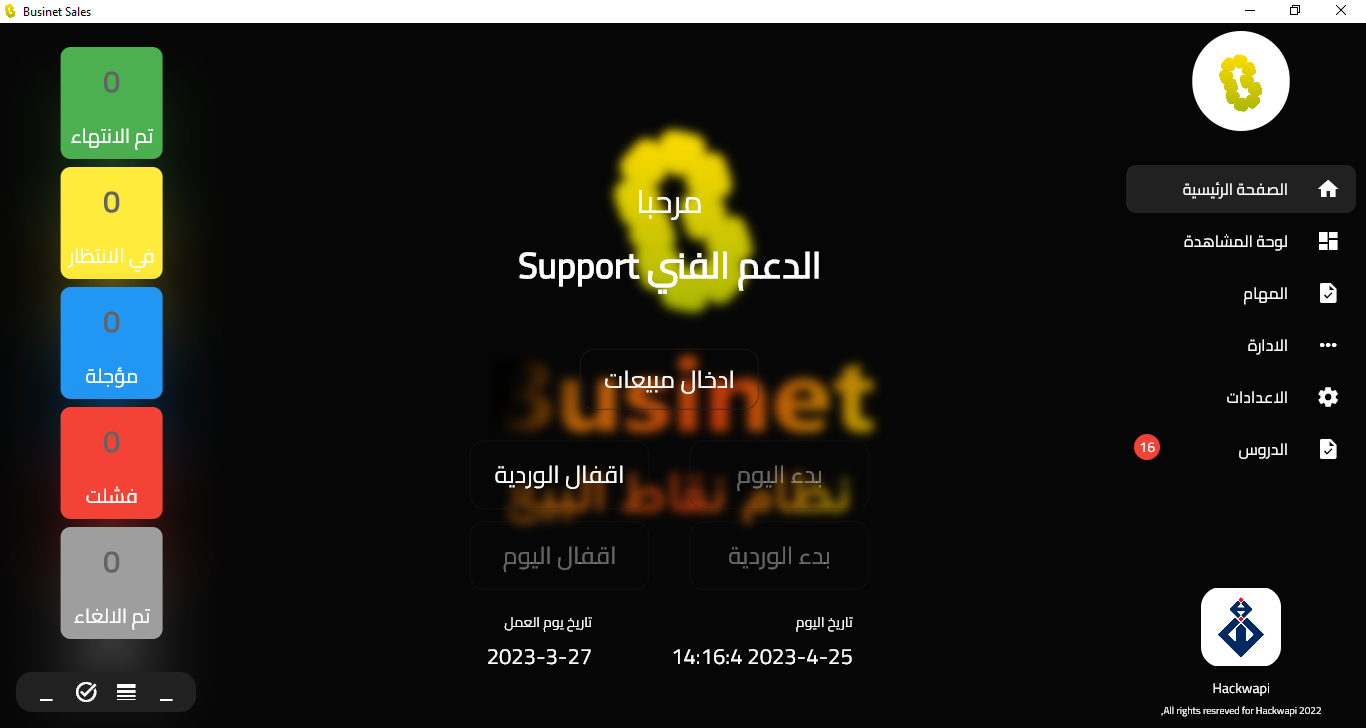 Businet Sales
الصفحة الرئيسية
لوحة المشاهدة
المهام
الادارة
الاعدادات
الدروس
16
Hackwapi
,All rights resreved for Hackwapi 2022
مرحبا
الدعم الفني Support
ادخال مبيعات
Businet
بدء اليوم
اقفال الوردية
نظام نقاط البيع
بدء الوردية
اقفال اليوم
تاريخ اليوم
14:16:4 2023-4-25
تاريخ يوم العمل
2023-3-27
0
تم الانتهاء
0
في الانتظار
0
مؤجلة
0
فشلت
0
تم الالغاء